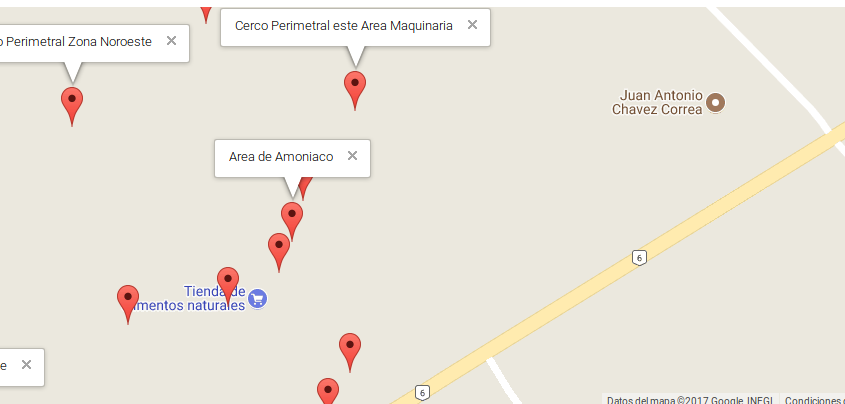 Cerco Perimetral este Area Maquinaria
o Perimetral Zona Noroeste
Juan Antonio
Chavez Correa
Area de Amoniaco
6
Tienda de
imentos naturales
e
6
Datos del mapa ©2017 Google, INEGI
Condiciones d